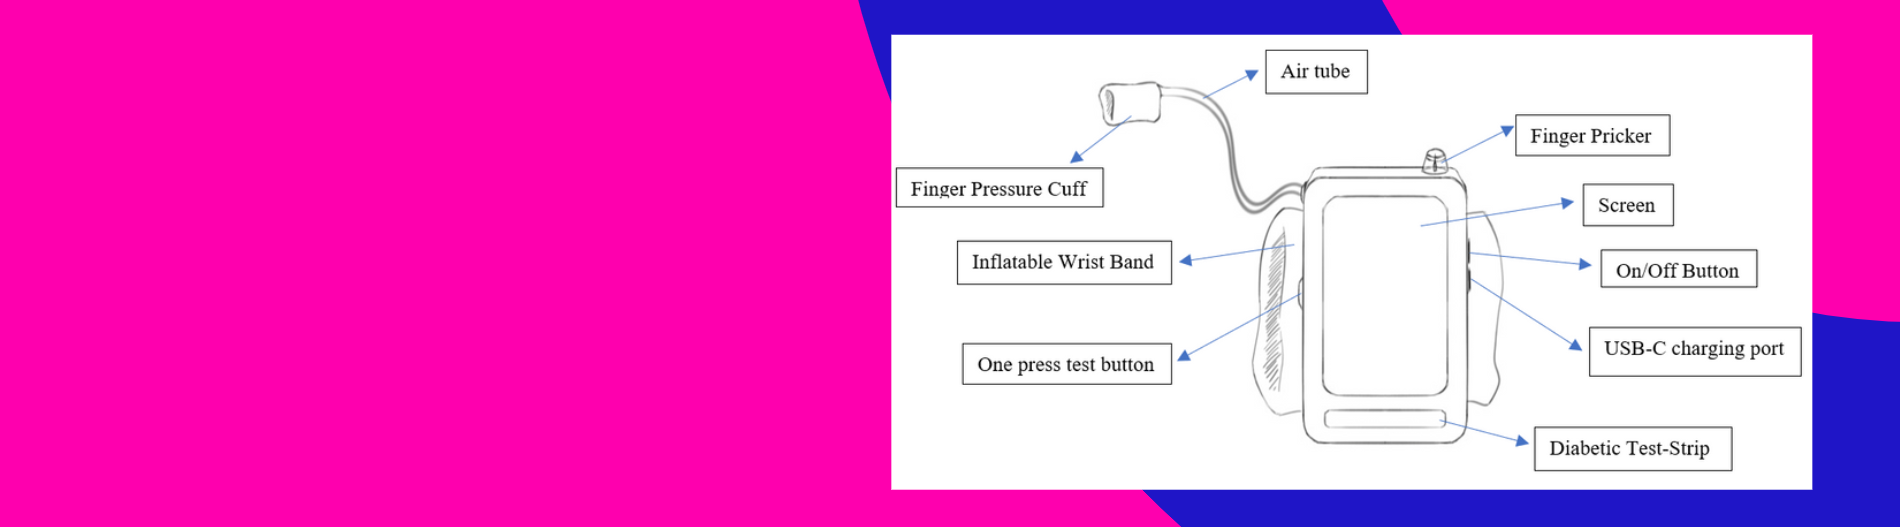 Air tube
Finger Pricker
Finger Pressure Cuff
Screen
Inflatable Wrist Band
On/Off Button
One press test button
USB-C charging port
Diabetic Test-Strip